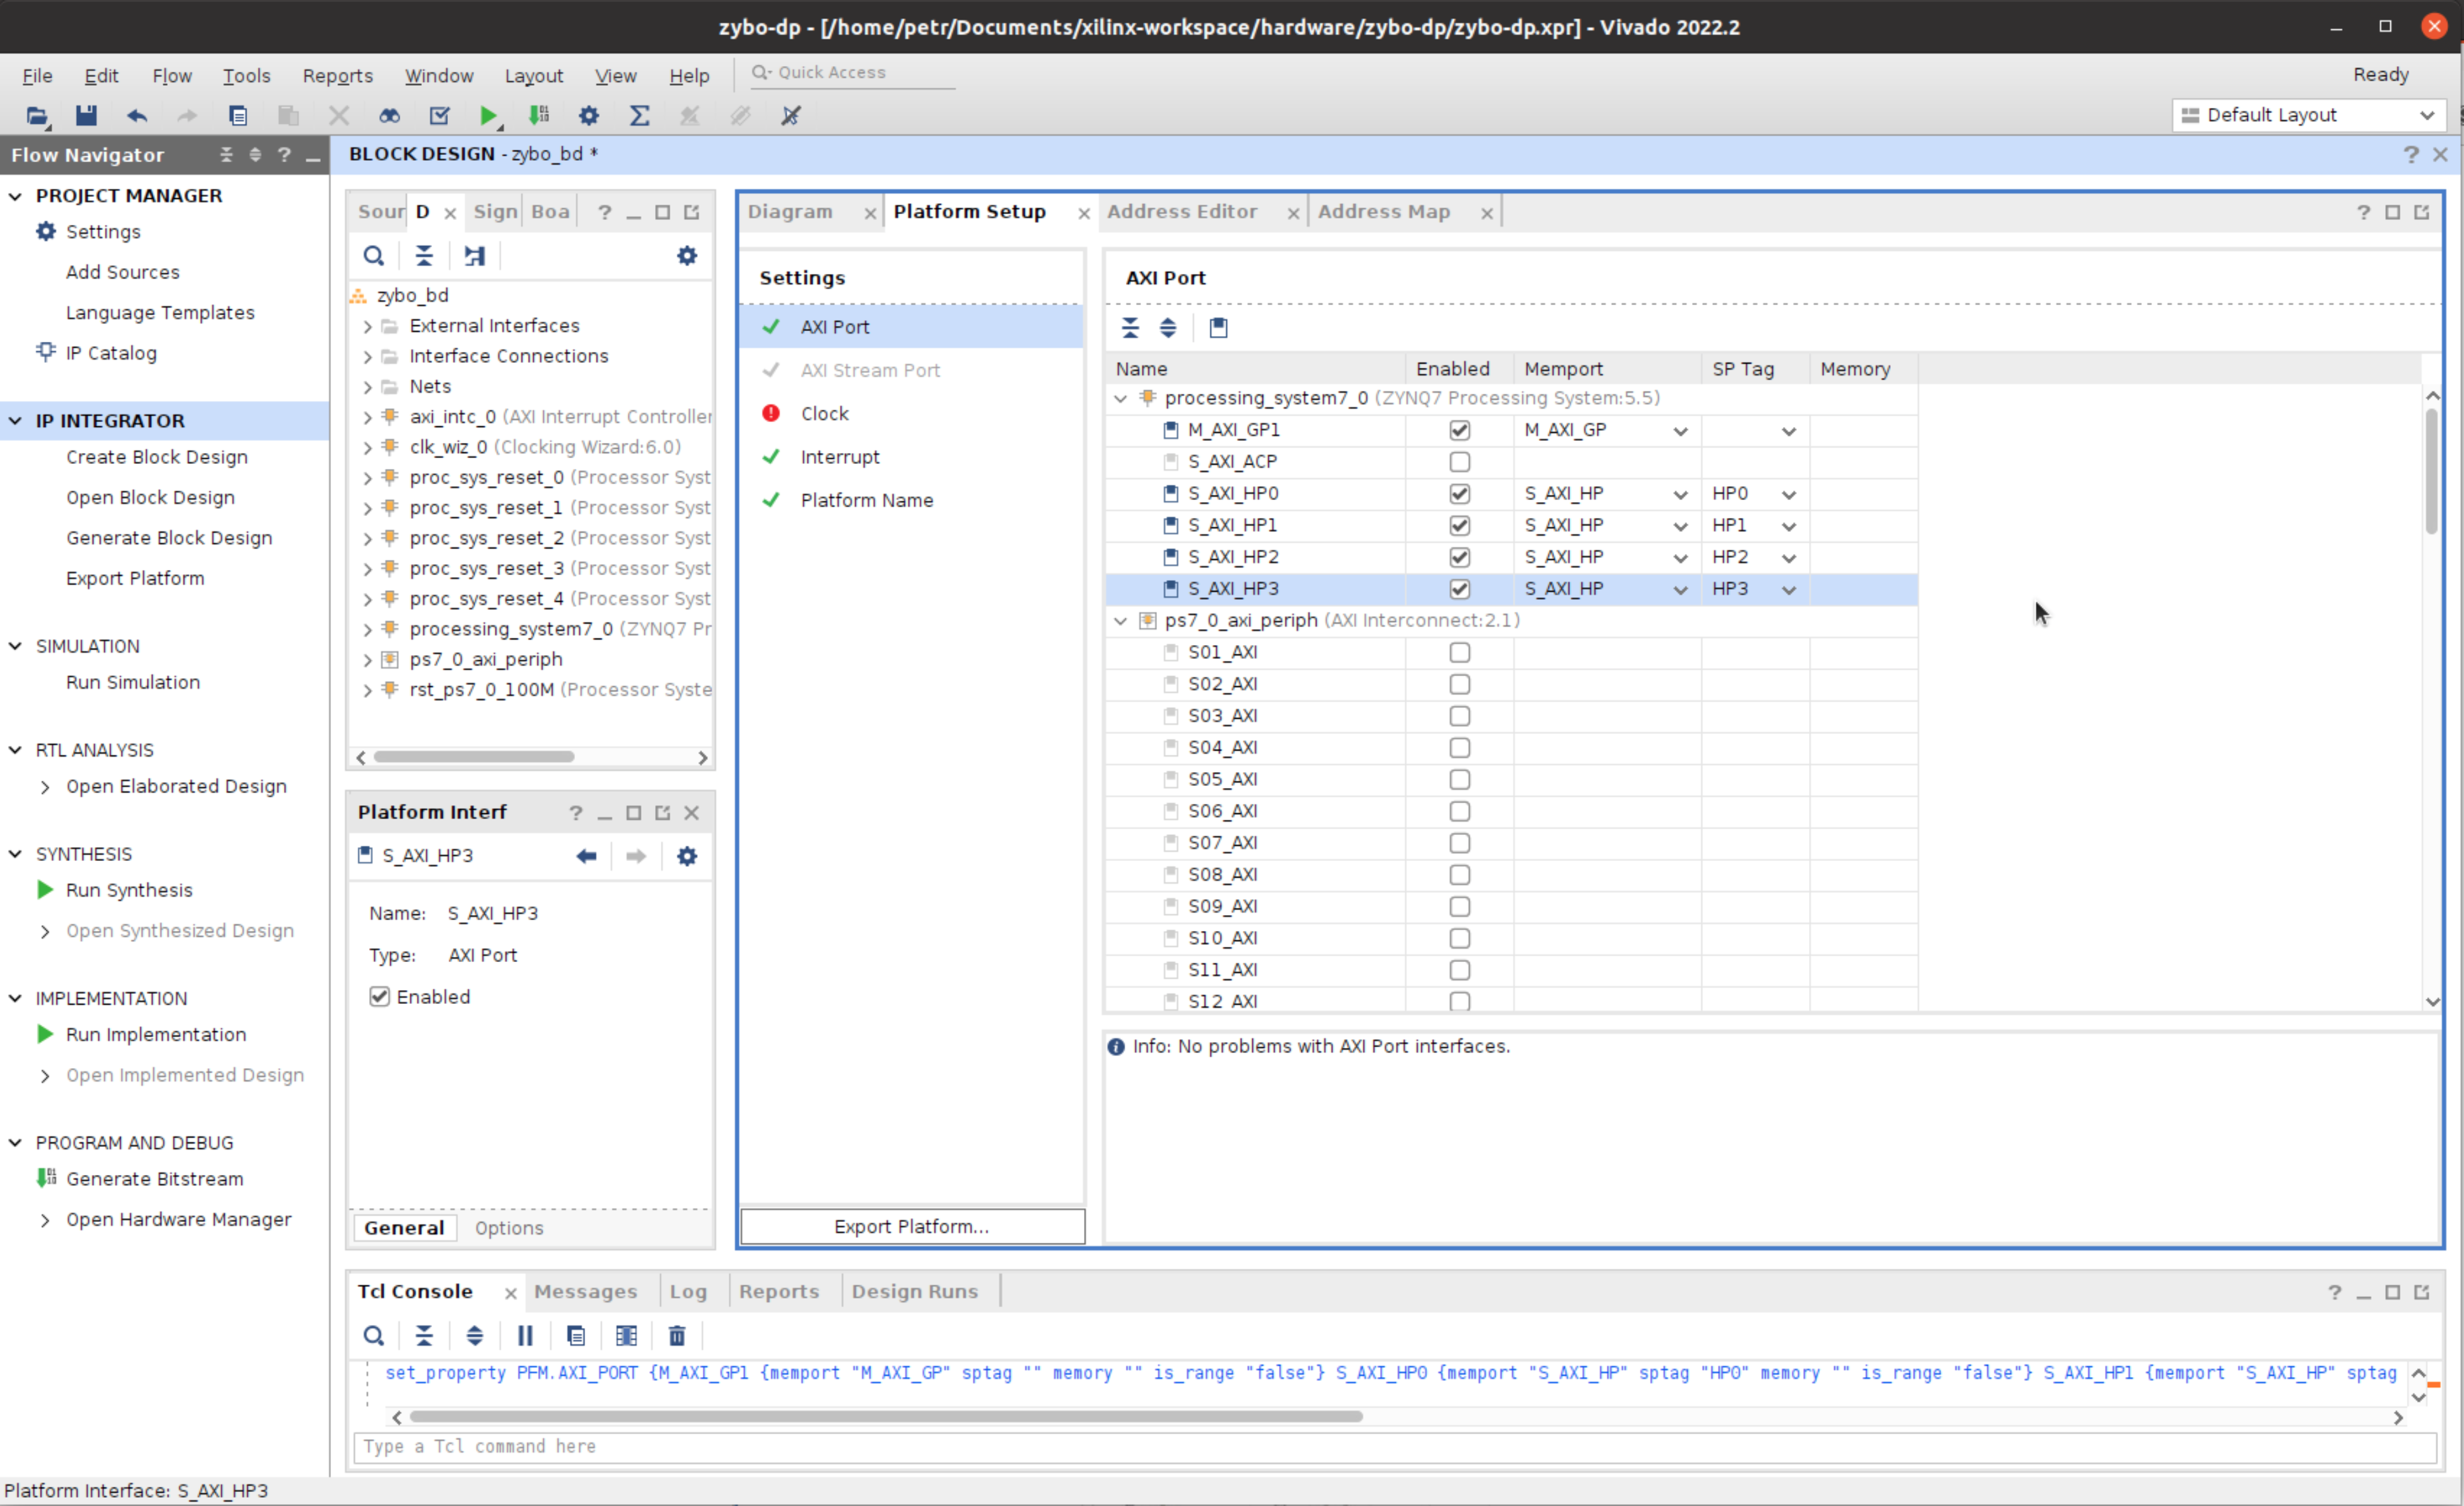 zybo-dp - [/home/petr/Documents/xilinx-workspace/hardware/zybo-dp/zybo-dp.xpr] - Vivado 2022.2
File Edit Flow Tools Reports Window Layout View Help Quick Access Ready
Default Layout
Flow Navigator
PROJECT MANAGER
Settings
Add Sources
Language Templates
IP Catalog
IP INTEGRATOR
Create Block Design
Open Block Design
Generate Block Design
Export Platform
SIMULATION
Run Simulation
RTL ANALYSIS
Open Elaborated Design
SYNTHESIS
Run Synthesis
Open Synthesized Design
IMPLEMENTATION
Run Implementation
Open Implemented Design
PROGRAM AND DEBUG
Generate Bitstream
Open Hardware Manager
BLOCK DESIGN - zybo_bd *
Sour D Sign Boa
zybo_bd
External Interfaces
Interface Connections
Nets
axi_intc_0 (AXI Interrupt Controller
clk_wiz_0 (Clocking Wizard:6.0)
proc_sys_reset_0 (Processor Syst
proc_sys_reset_1 (Processor Syst
proc_sys_reset_2 (Processor Syst
proc_sys_reset_3 (Processor Syst
proc_sys_reset_4 (Processor Syst
processing_system7_0 (ZYNQ7 Pr
ps7_0_axi_periph
rst_ps7_0_100M (Processor Syste
Platform Interf
S_AXI_HP3
Name: S_AXI_HP3
Type: AXI Port
Enabled
General Options
Diagram Platform Setup Address Editor Address Map
Settings
AXI Port
AXI Stream Port
Clock
Interrupt
Platform Name
Export Platform...
AXI Port
Name Enabled Memport SP Tag Memory
processing_system7_0 (ZYNQ7 Processing System:5.5)
M_AXI_GP1 M_AXI_GP
S_AXI_ACP
S_AXI_HP0 S_AXI_HP HP0
S_AXI_HP1 S_AXI_HP HP1
S_AXI_HP2 S_AXI_HP HP2
S_AXI_HP3 S_AXI_HP HP3
ps7_0_axi_periph (AXI Interconnect:2.1)
S01_AXI
S02_AXI
S03_AXI
S04_AXI
S05_AXI
S06_AXI
S07_AXI
S08_AXI
S09_AXI
S10_AXI
S11_AXI
S12_AXI
Info: No problems with AXI Port interfaces.
Tcl Console Messages Log Reports Design Runs
set_property PFM.AXI_PORT {M_AXI_GP1 {memport "M_AXI_GP" sptag "" memory "" is_range "false"} S_AXI_HP0 {memport "S_AXI_HP" sptag "HP0" memory "" is_range "false"} S_AXI_HP1 {memport "S_AXI_HP" sptag
Type a Tcl command here
Platform Interface: S_AXI_HP3